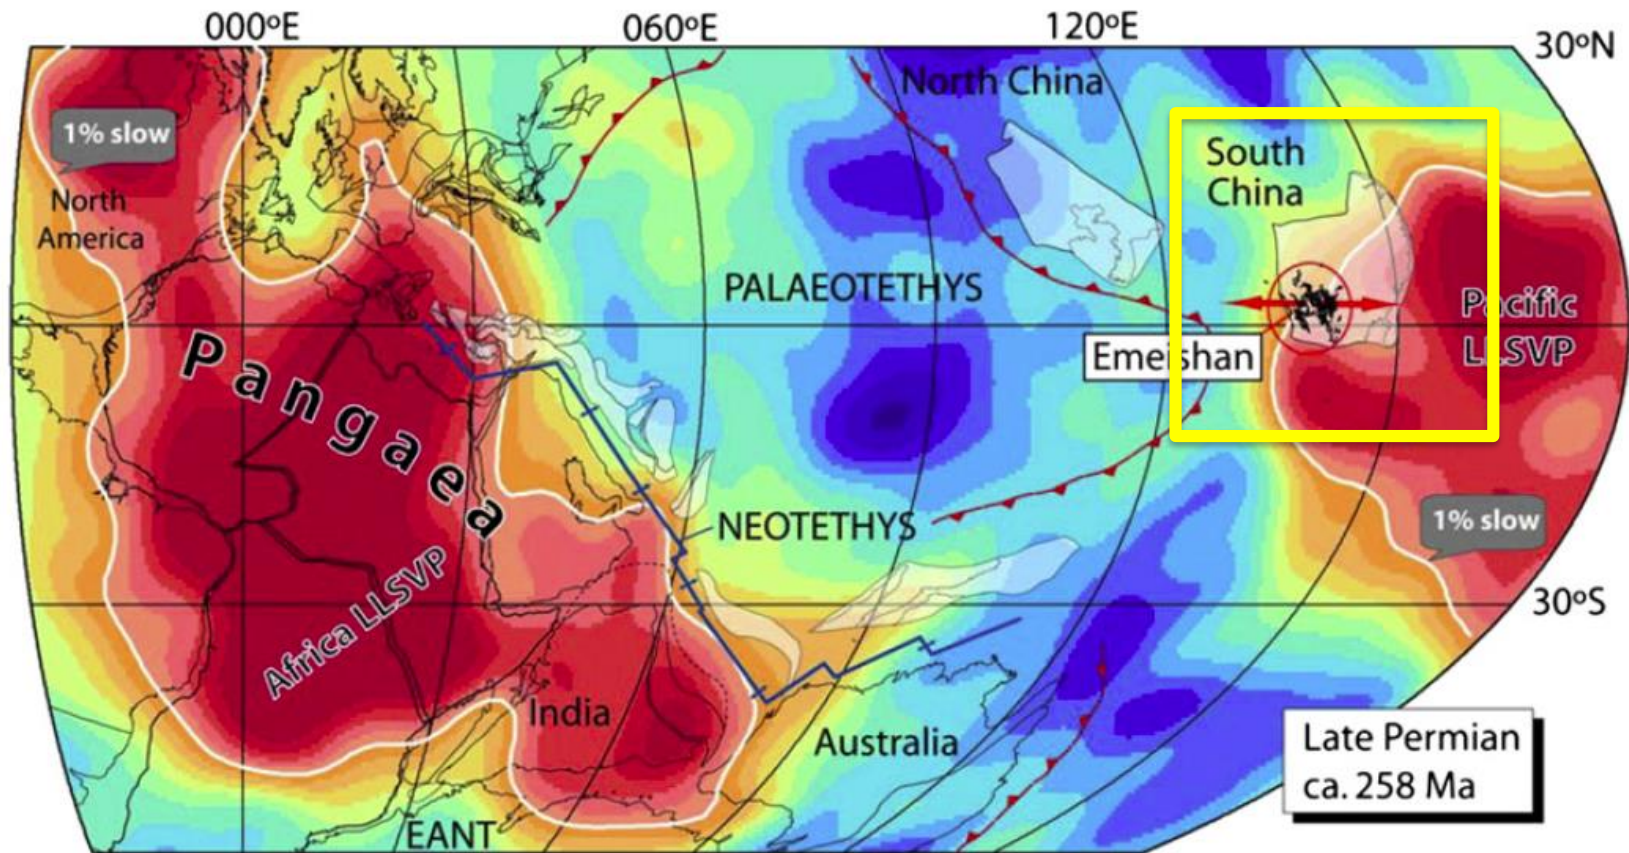 000ºE
060ºE
120ºE
30ºN
North China
1% slow
South
China
North
America
PALAEOTETHYS
Pacific
LLSVP
Emeishan
Pangaea
1% slow
NEOTETHYS
30ºS
Africa LLSVP
India
Australia
Late Permian
ca. 258 Ma
EANT